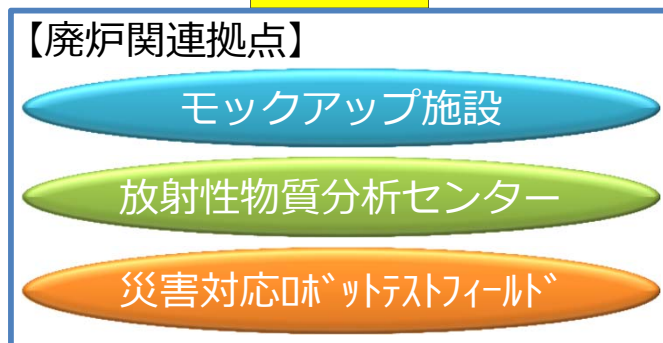 【廃炉関連拠点】
モックアップ施設
放射性物質分析センター
災害対応ﾛﾎﾞｯﾄﾃｽﾄﾌｨｰﾙﾄﾞ